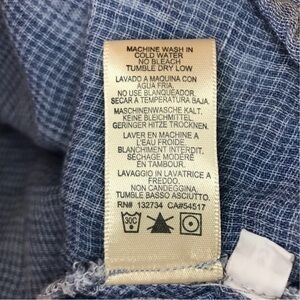 MACHINE WASH IN
COLD WATER
NO BLEACH
TUMBLE DRY LOW
LAVADO A MAQUINA CON
AGUA FRIA.
NO USE BLANQUEADOR.
SECAR A TEMPERATURA BAJA.
MASCHINENWASCHE KALT.
KEINE BLEICHMITTEL.
GERINGER HITZE TROCKNEN.
LAVER EN MACHINE A
L'EAU FROIDE.
BLANCHIMENT INTERDIT.
SÉCHAGE MODÉRÉ
EN TAMBOUR.
LAVAGGIO IN LAVATRICE A
FREDDO.
NON CANDEGGINA.
TUMBLE BASSO ASCIUTTO.
RN# 132734 CA#54517
30C